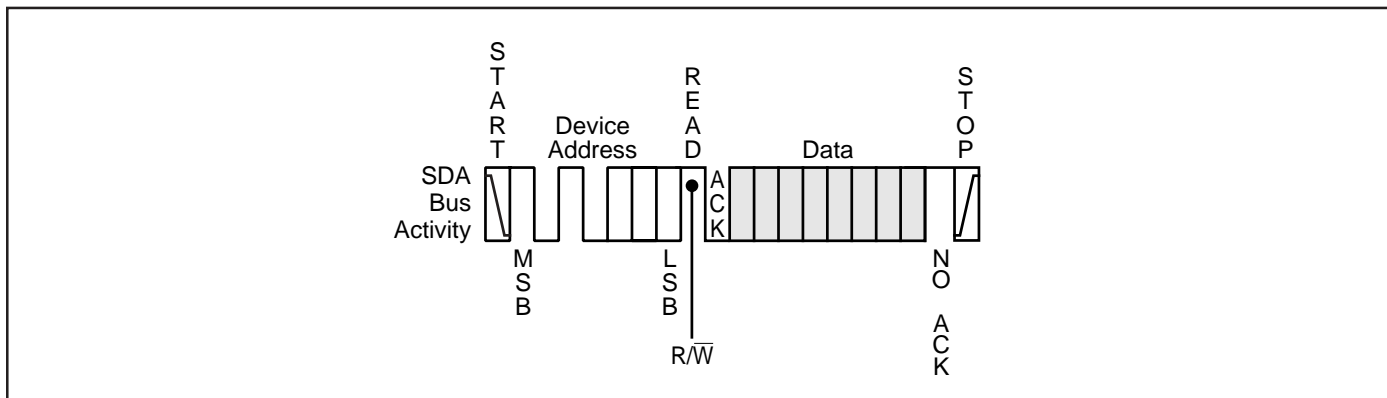 START
Device
Address
READ
Data
STOP
SDA
Bus
Activity
ACK
MSB
LSB
NO ACK
R/W̅